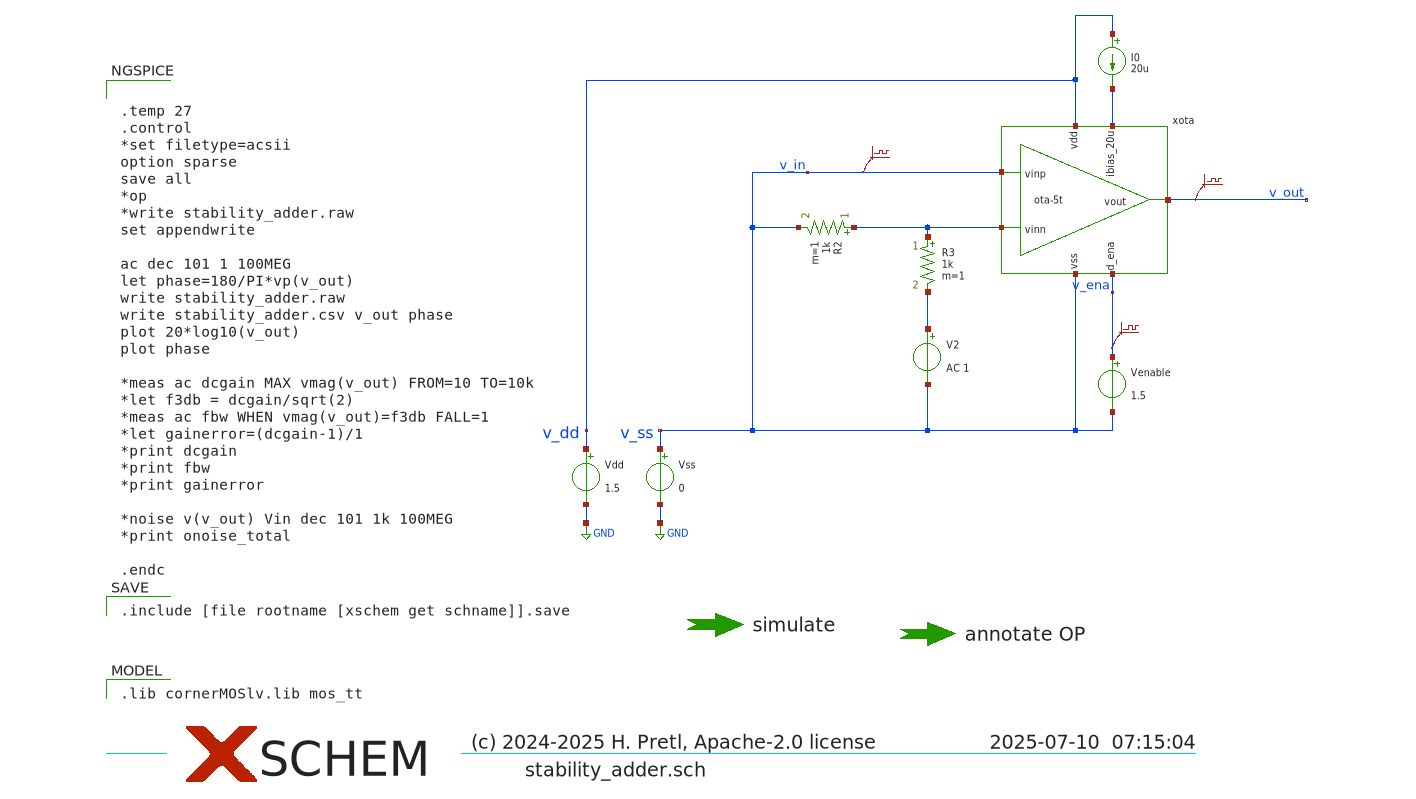 NGSPICE
.temp 27
.control
*set filetype=acsii
option sparse
save all
*op
*write stability_adder.raw
set appendwrite
ac dec 101 1 100MEG
let phase=180/PI*vp(v_out)
write stability_adder.raw
write stability_adder.csv v_out phase
plot 20*log10(v_out)
plot phase
*meas ac dcgain MAX vmag(v_out) FROM=10 TO=10k
*let f3db = dcgain/sqrt(2)
*meas ac fbw WHEN vmag(v_out)=f3db FALL=1
*let gainerror=(dcgain-1)/1
*print dcgain
*print fbw
*print gainerror
*noise v(v_out) Vin dec 101 1k 100MEG
*print onoise_total
.endc
SAVE
.include [file rootname [xschem get schname]].save
MODEL
.lib cornerMOSlv.lib mos_tt
+
I0
20u
xota
vdd
ibias_20u
v_in
vinp
ota-5t
vout
v_out
vinn
2
1
+
m=1
1k
R2
1
+
R3
1k
m=1
2
vss
d_ena
v_ena
+
V2
AC 1
+
Venable
1.5
v_dd
v_ss
+
Vdd
1.5
+
Vss
0
GND
GND
simulate
annotate OP
XSCHEM
(c) 2024-2025 H. Pretl, Apache-2.0 license
2025-07-10 07:15:04
stability_adder.sch